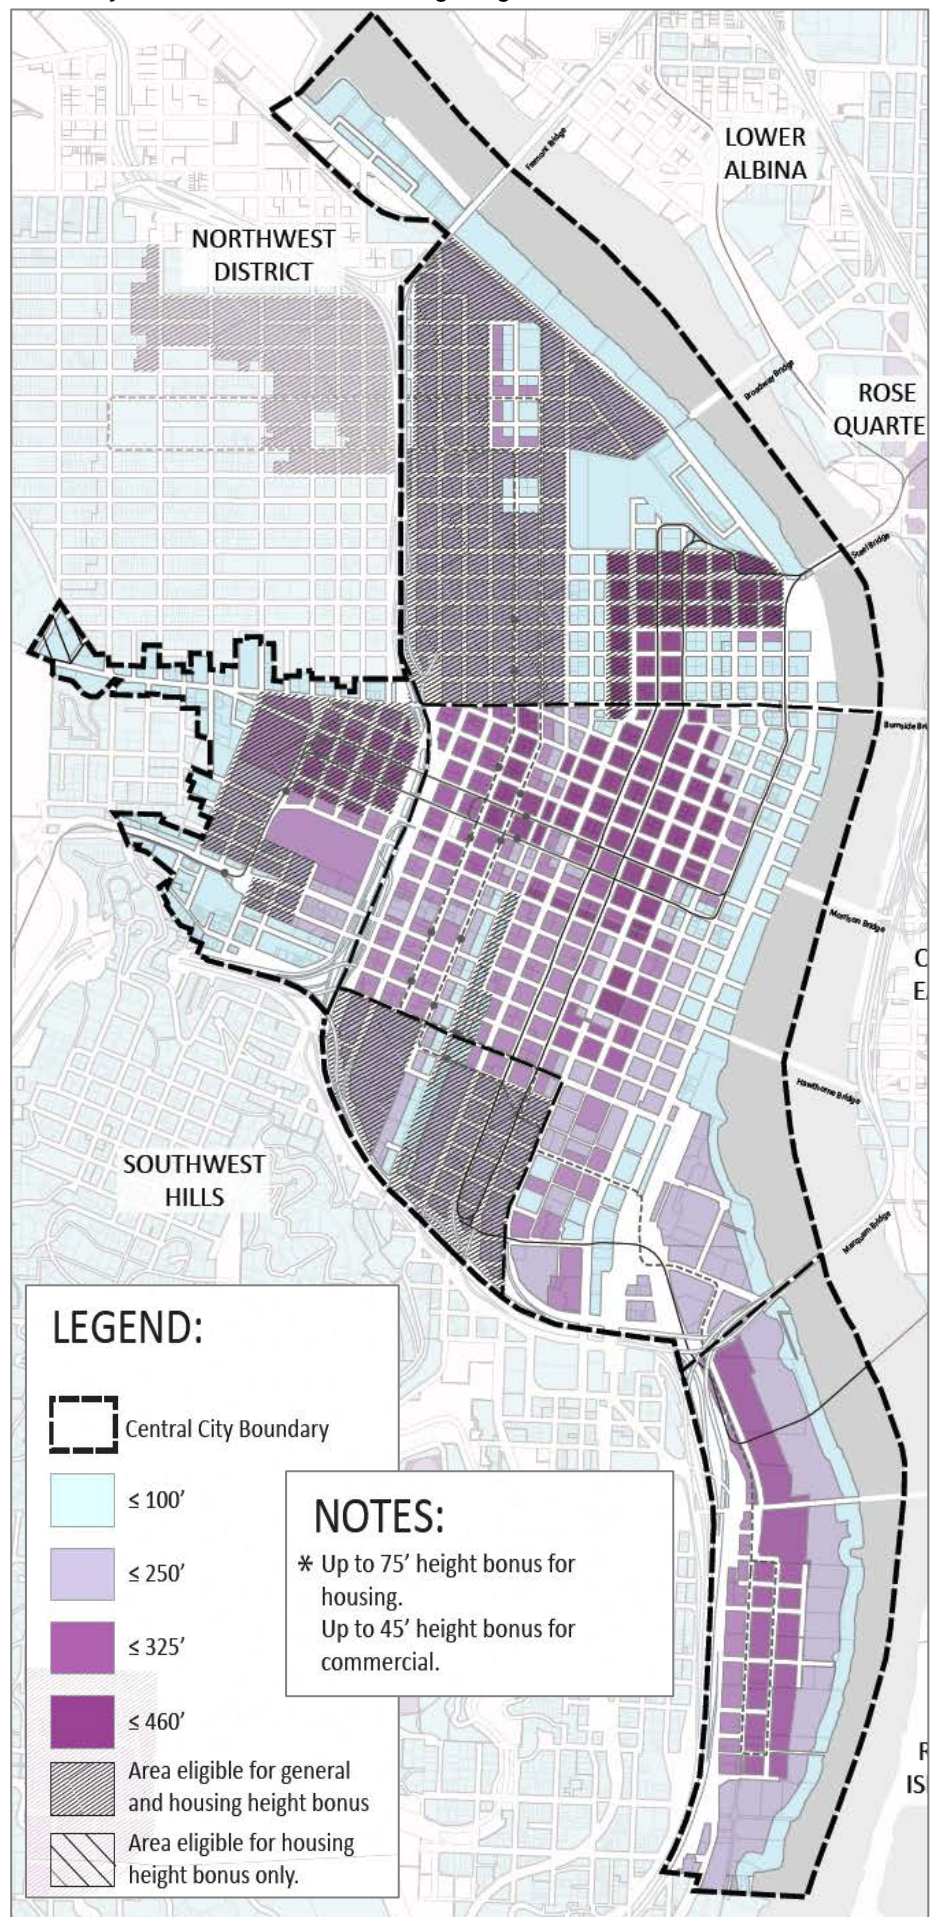 LOWER
ALBINA
Fremont Bridge
NORTHWEST
DISTRICT
Broadway Bridge
ROSE
QUARTE
Steel Bridge
Burnside Bri
Morrison Bridge
Hawthorne Bridge
SOUTHWEST
HILLS
Marquam Bridge
LEGEND:
Central City Boundary
≤ 100’
≤ 250’
≤ 325’
≤ 460’
Area eligible for general
and housing height bonus
Area eligible for housing
height bonus only.
NOTES:
* Up to 75’ height bonus for
housing.
Up to 45’ height bonus for
commercial.
IS